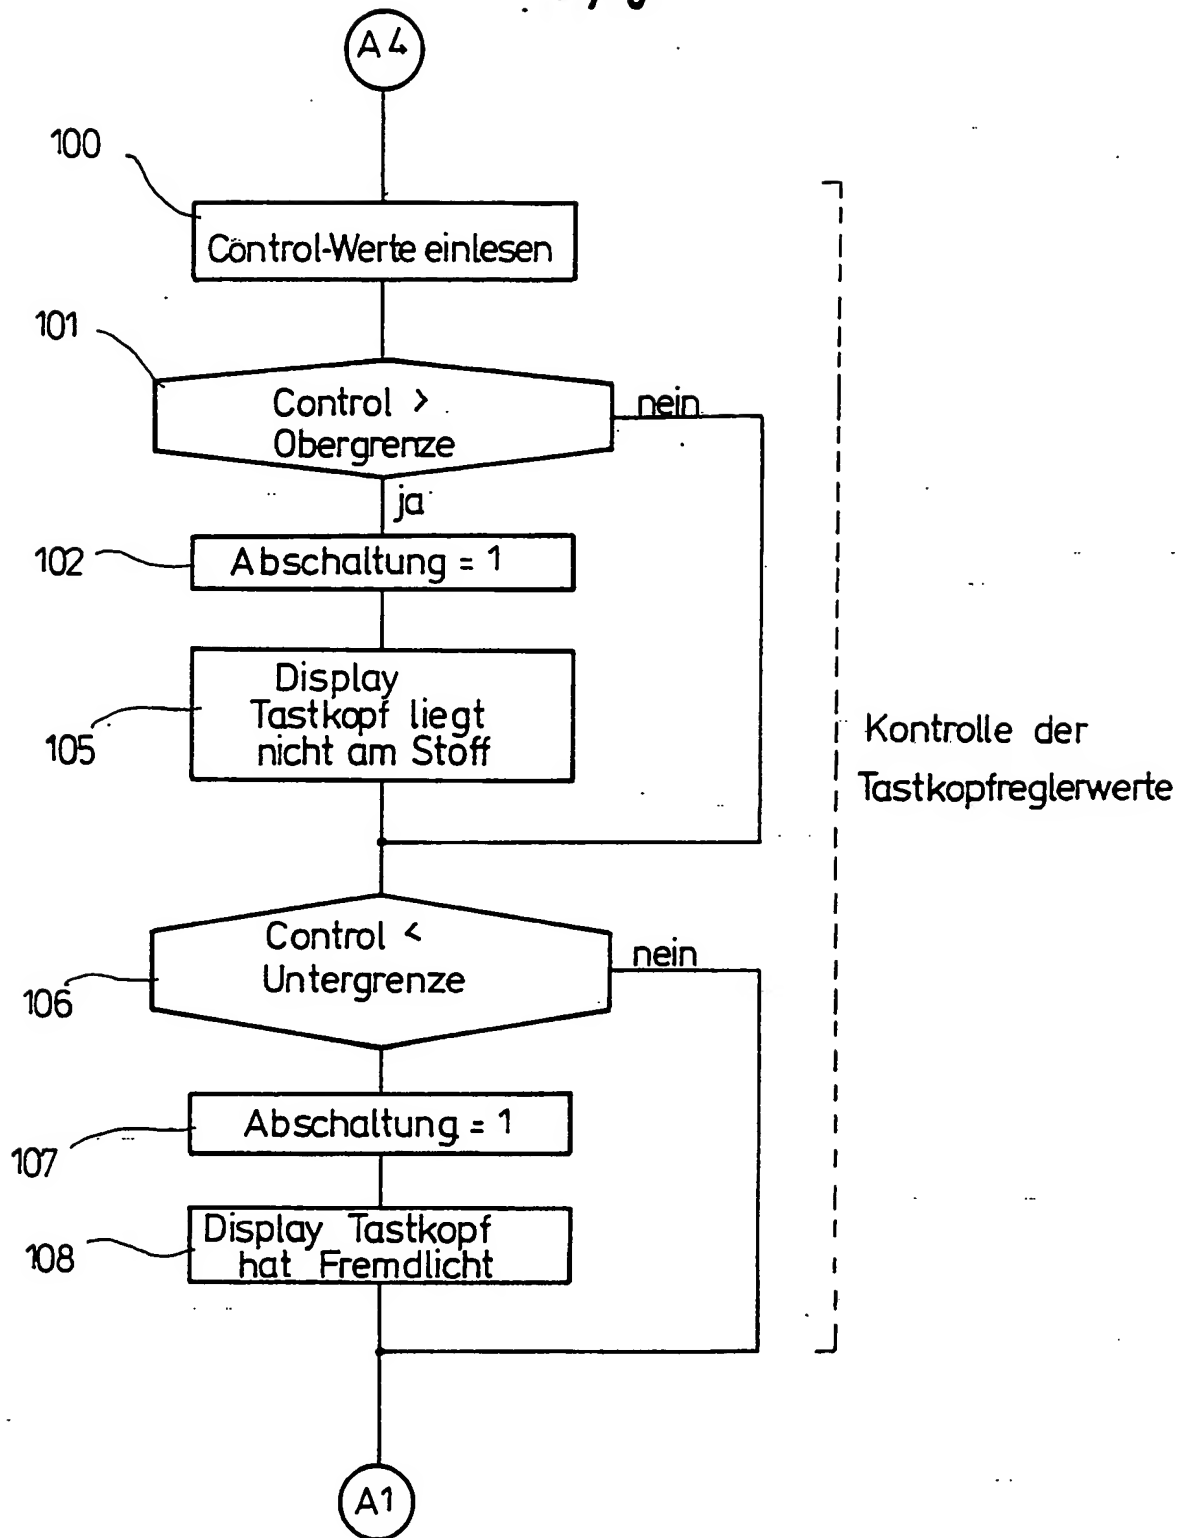 A4
100
Control-Werte einlesen
101
Control >
Obergrenze
nein
ja
102
Abschaltung = 1
105
Display
Tastkopf liegt
nicht am Stoff
Kontrolle der
Tastkopfreglerwerte
106
Control <
Untergrenze
nein
107
Abschaltung = 1
108
Display Tastkopf
hat Fremdlicht
A1